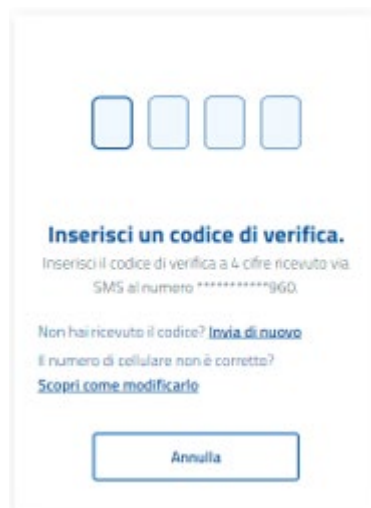 Inserisci un codice di verifica.
Inserisci il codice di verifica a 4 cifre ricevuto via
SMS al numero ***********960.
Non hai ricevuto il codice? Invia di nuovo
Il numero di cellulare non è corretto?
Scopri come modificarlo
Annulla